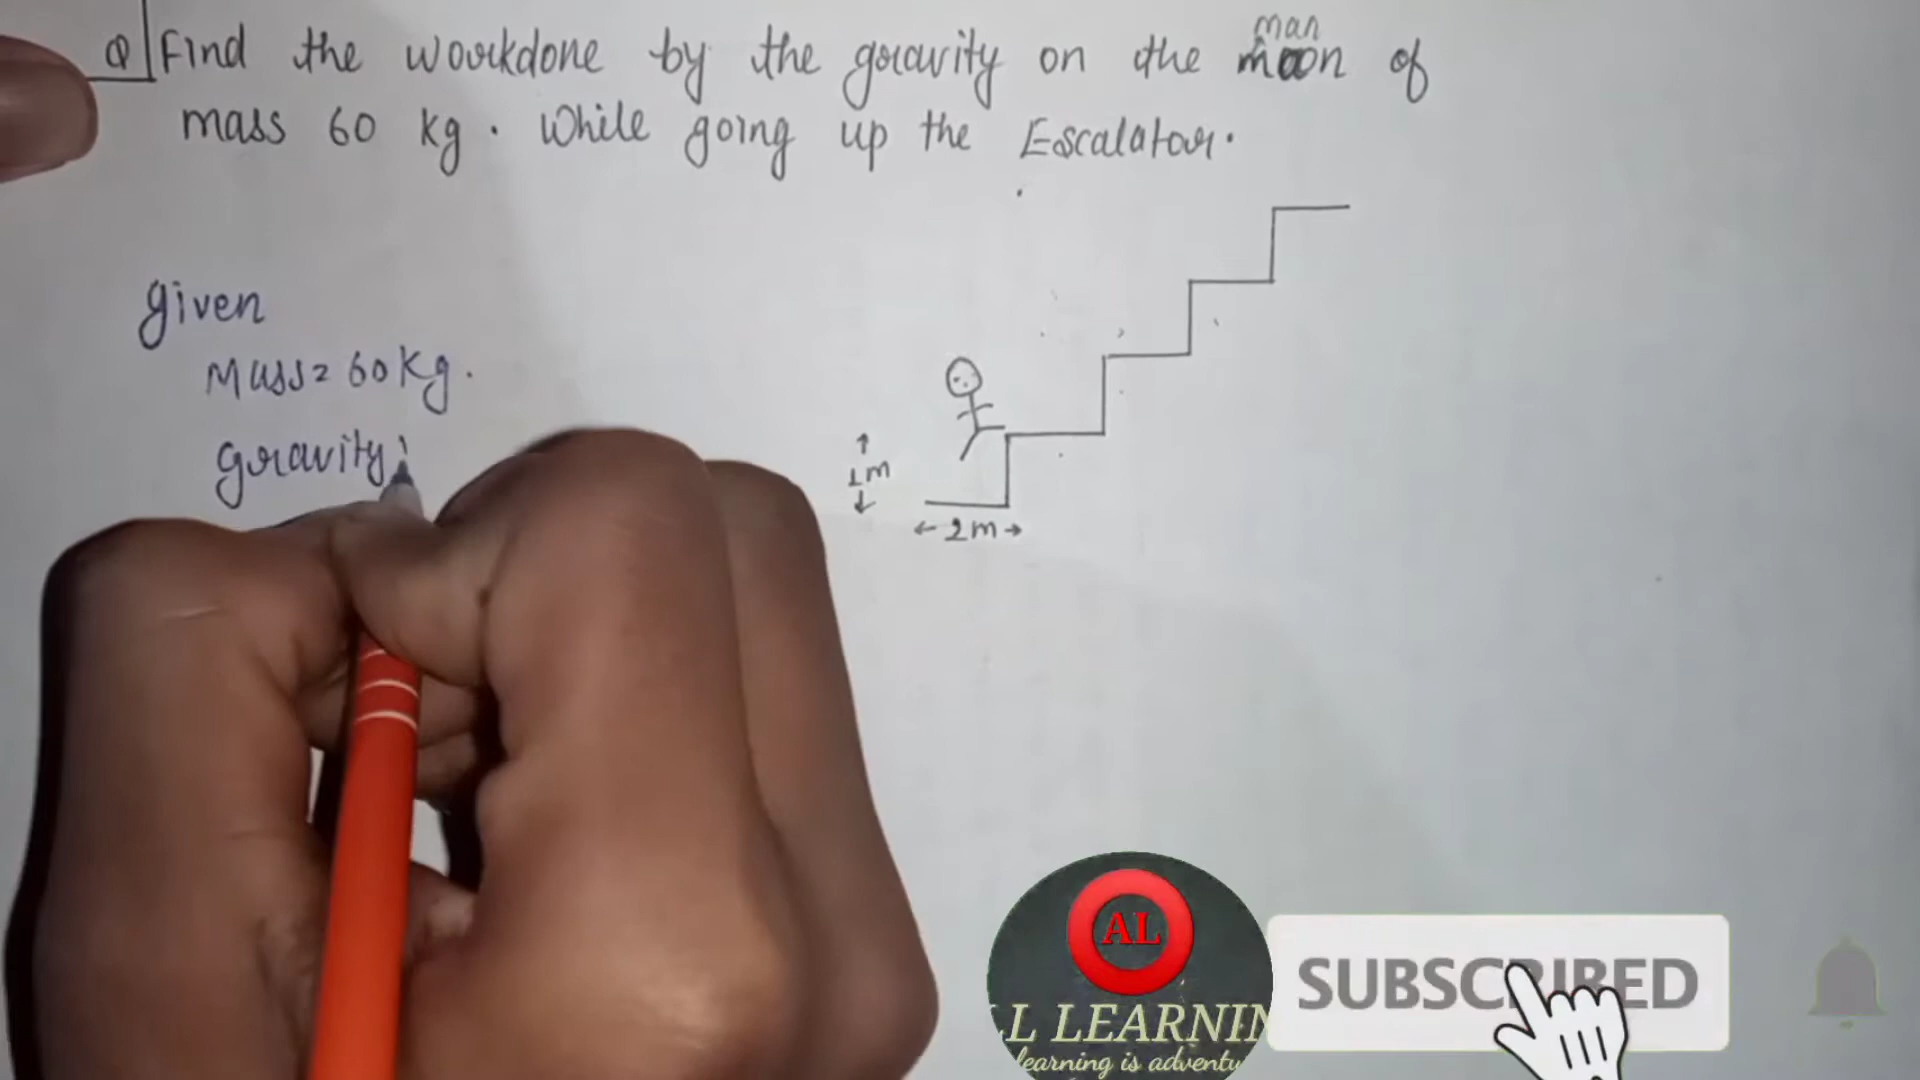 Q Find the workdone by the gravity on the man of
mass 60 kg. While going up the Escalator.
given
Mass = 60 Kg.
gravity
1m
← 2m →
AL
LL LEARNIN
learning is adventu
SUBSCRIBED